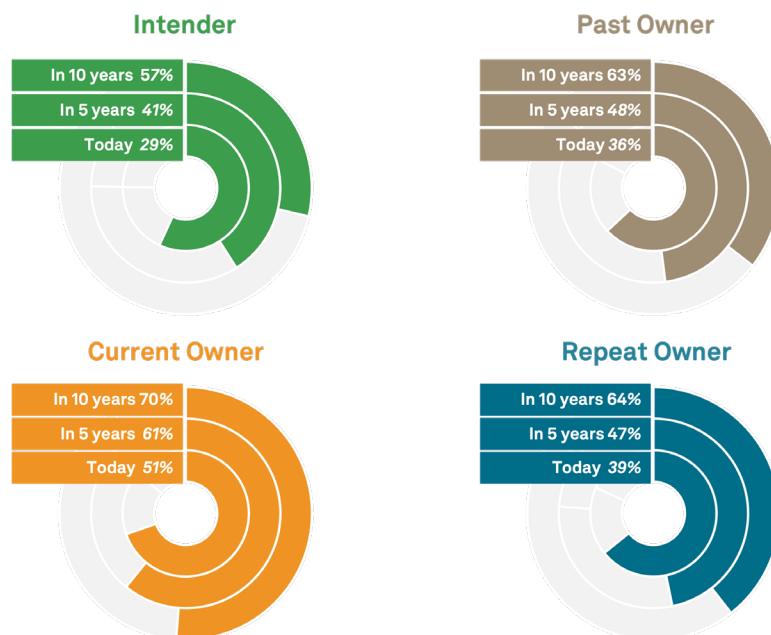 Intender
In 10 years 57%
In 5 years 41%
Today 29%
Past Owner
In 10 years 63%
In 5 years 48%
Today 36%
Current Owner
In 10 years 70%
In 5 years 61%
Today 51%
Repeat Owner
In 10 years 64%
In 5 years 47%
Today 39%